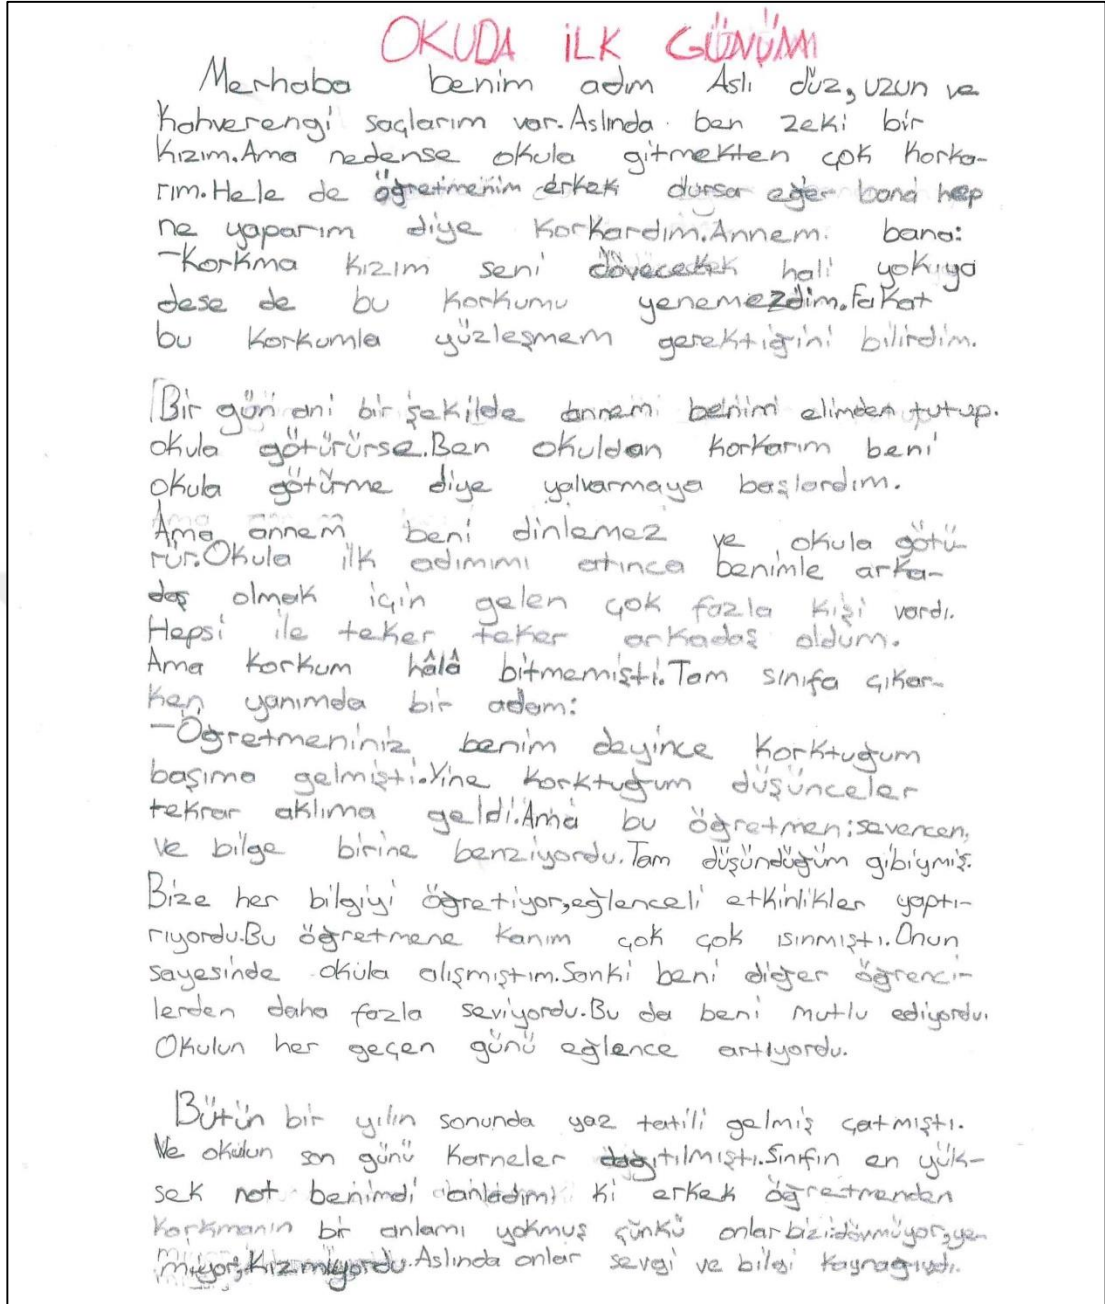 OKUDA İLK GÜNÜM
Merhaba benim adım Aslı düz, uzun ve
kahverengi saçlarım var. Aslında ben zeki bir
kızım. Ama nedense okula gitmekten çok korka-
rım. Hele de öğretmenim erkek olursa eğer bana hep
ne yaparım diye korkardım. Annem bana:
-Korkma kızım seni dövecek hali yok ya
dese de bu korkumu yenemezdim. Fakat
bu korkumla yüzleşmem gerektiğini bilirdim.
Bir gün ani bir şekilde annem benim elimden tutup.
okula götürürse. Ben okuldan korkarım beni
okula götürme diye yalvarmaya başlardım.
Ama annem beni dinlemez ve okula götü-
rür. Okula ilk adımımı atınca benimle arka-
daş olmak için gelen çok fazla kişi vardı.
Hepsi ile teker teker arkadaş oldum.
Ama korkum hâlâ bitmemişti. Tam sınıfa çıkar-
ken yanımda bir adam:
-Öğretmeniniz benim deyince korktuğum
başıma gelmişti. Yine korktuğum düşünceler
tekrar aklıma geldi. Ama bu öğretmen; savencen,
ve bilge birine benziyordu. Tam düşündüğüm gibiymiş.
Bize her bilgiyi öğretiyor, eğlenceli etkinlikler yaptı-
rıyordu. Bu öğretmene kanım çok çok ısınmıştı. Onun
sayesinde okula alışmıştım. Sanki beni diğer öğrenci-
lerden daha fazla seviyordu. Bu da beni mutlu ediyordu.
Okulun her geçen günü eğlence artıyordu.
Bütün bir yılın sonunda yaz tatili gelmiş çatmıştı.
Ve okulun son günü karneler dağıtılmıştı. Sınıfın en yük-
sek not benimdi anladım ki erkek öğretmenden
korkmanın bir anlamı yokmuş çünkü onlar bizi dövmüyor, ye-
miyor, kızmıyordu. Aslında onlar sevgi ve bilgi kaynağıydı.